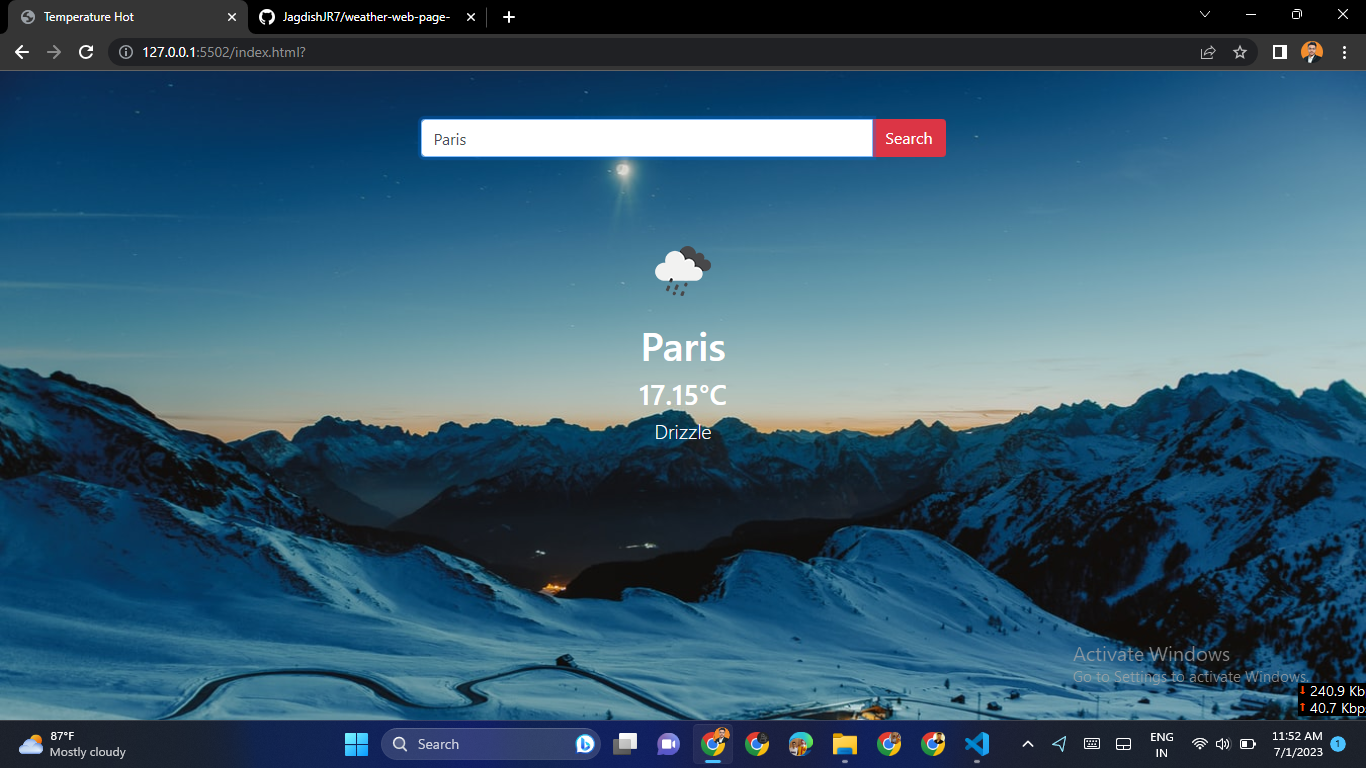 Temperature Hot
JagdishJR7/weather-web-page-
127.0.0.1:5502/index.html?
Paris
Search
Paris
17.15°C
Drizzle
Activate Windows
Go to Settings to activate Windows.
240.9 Kb
40.7 Kbp
87°F
Mostly cloudy
Search
ENG
IN
11:52 AM
7/1/2023
1